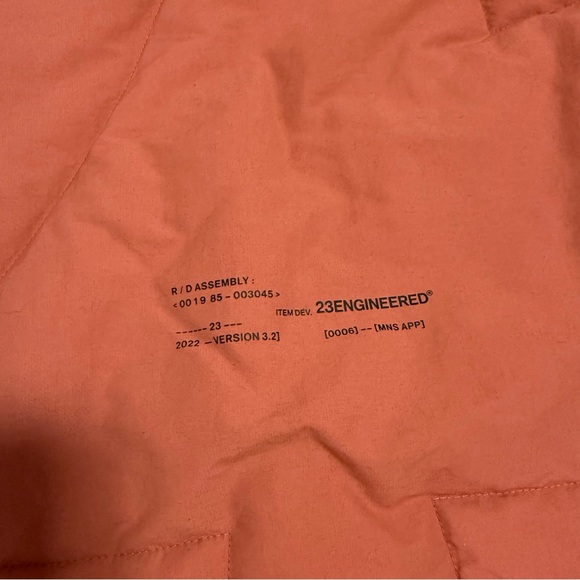 R / D ASSEMBLY :
<0019 85 - 003045>
ITEM DEV. 23ENGINEERED®
------ 23 ---
2022 -VERSION 3.2]
[0006] -- [MNS APP]